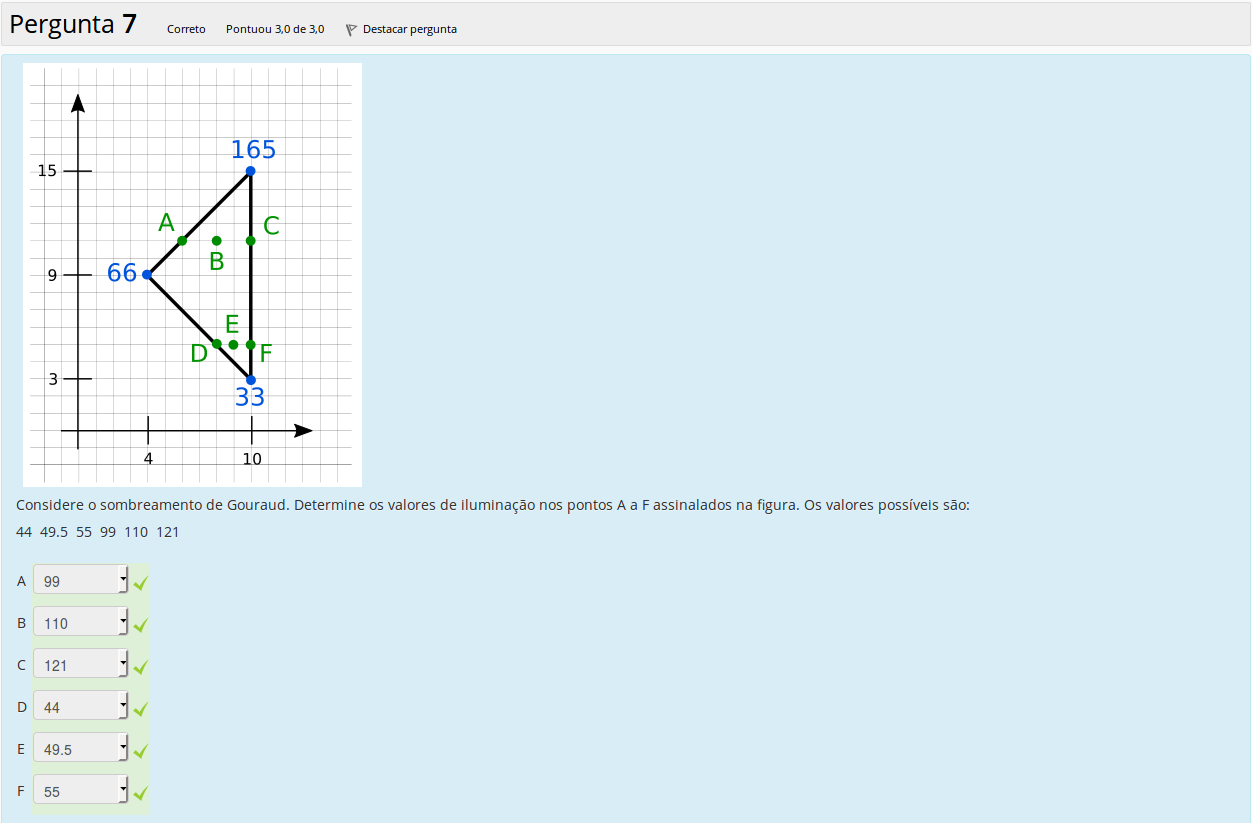 Pergunta 7 Correto Pontuou 3,0 de 3,0 Destacar pergunta
165
15
A
C
B
9
66
E
D
F
3
33
4 10
Considere o sombreamento de Gouraud. Determine os valores de iluminação nos pontos A a F assinalados na figura. Os valores possíveis são:
44 49.5 55 99 110 121
A 99
B 110
C 121
D 44
E 49.5
F 55